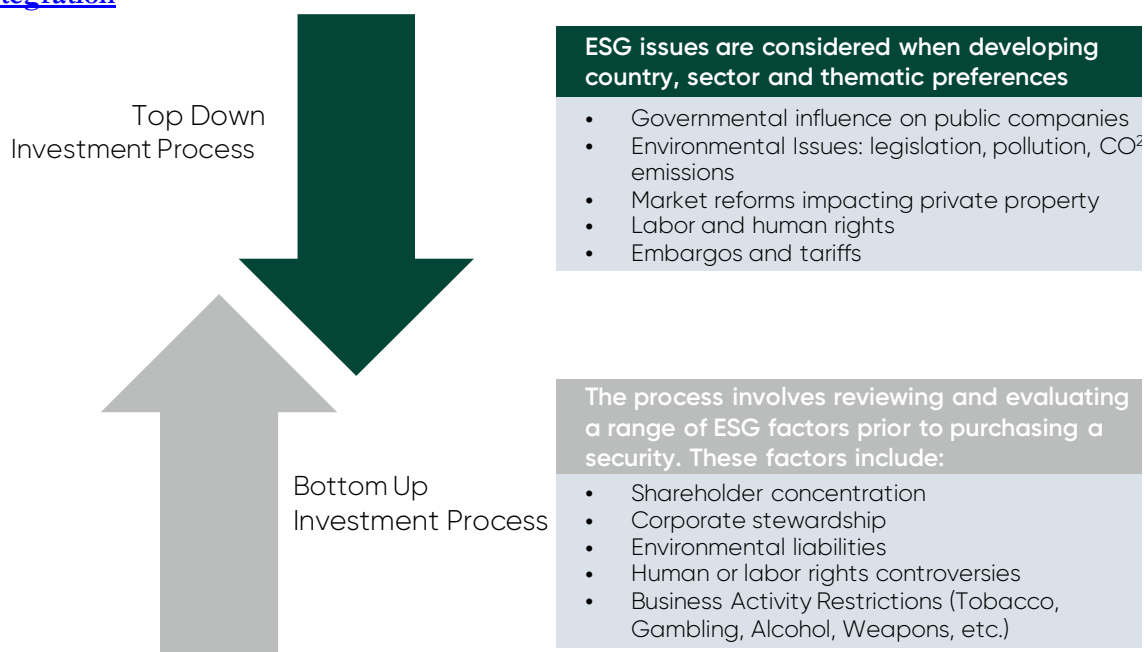 Top Down
Investment Process
ESG issues are considered when developing
country, sector and thematic preferences
• Governmental influence on public companies
• Environmental Issues: legislation, pollution, CO²
emissions
• Market reforms impacting private property
• Labor and human rights
• Embargos and tariffs
Bottom Up
Investment Process
The process involves reviewing and evaluating
a range of ESG factors prior to purchasing a
security. These factors include:
• Shareholder concentration
• Corporate stewardship
• Environmental liabilities
• Human or labor rights controversies
• Business Activity Restrictions (Tobacco,
Gambling, Alcohol, Weapons, etc.)